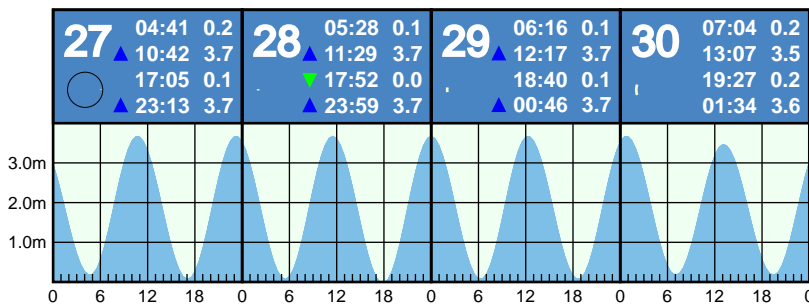 27
04:41 0.2
▲ 10:42 3.7
17:05 0.1
▲ 23:13 3.7
28
05:28 0.1
▲ 11:29 3.7
▼ 17:52 0.0
▲ 23:59 3.7
29
06:16 0.1
▲ 12:17 3.7
18:40 0.1
▲ 00:46 3.7
30
07:04 0.2
13:07 3.5
19:27 0.2
01:34 3.6
3.0m
2.0m
1.0m
0 6 12 18 0 6 12 18 0 6 12 18 0 6 12 18